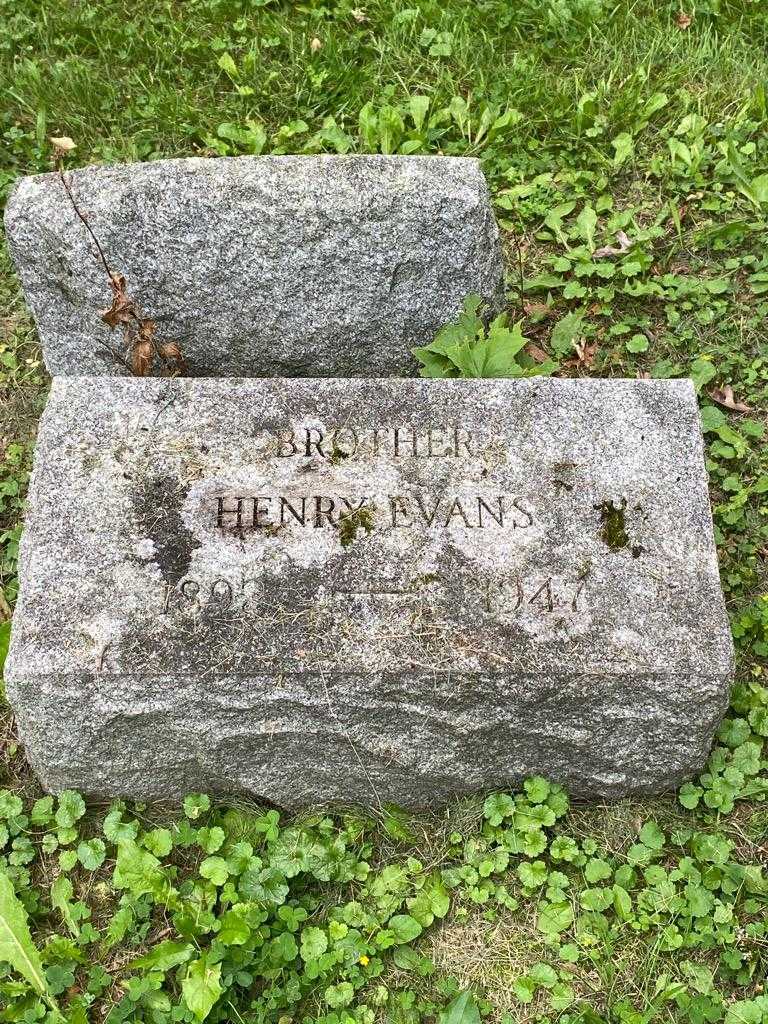 BROTHER
HENRY EVANS
— 1947